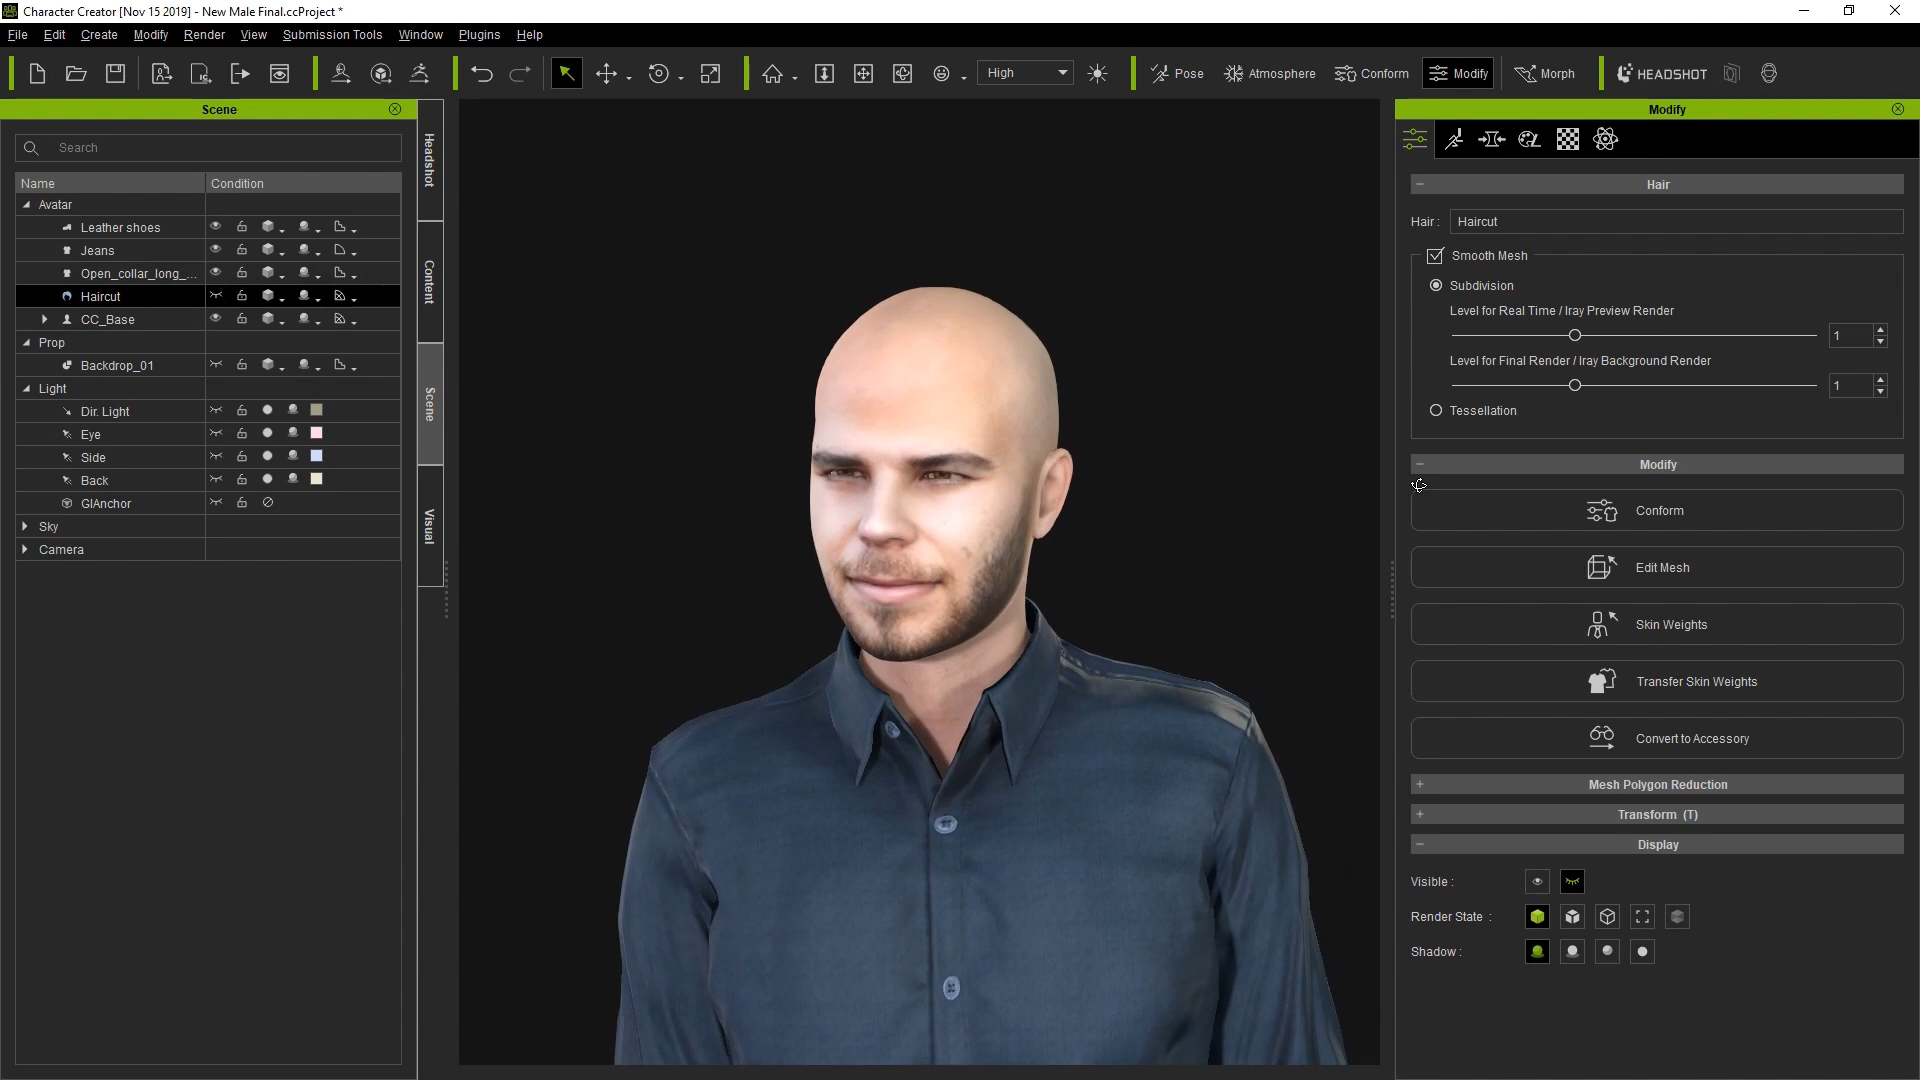 Character Creator [Nov 15 2019] - New Male Final.ccProject *
File Edit Create Modify Render View Submission Tools Window Plugins Help
High Pose Atmosphere Conform Modify Morph HEADSHOT
Scene
Search
Name Condition
Avatar
Leather shoes
Jeans
Open_collar_long_...
Haircut
CC_Base
Prop
Backdrop_01
Light
Dir. Light
Eye
Side
Back
GIAnchor
Sky
Camera
Headshot
Content
Scene
Visual
Modify
Hair
Hair : Haircut
Smooth Mesh
Subdivision
Level for Real Time / Iray Preview Render
1
Level for Final Render / Iray Background Render
1
Tessellation
Modify
Conform
Edit Mesh
Skin Weights
Transfer Skin Weights
Convert to Accessory
Mesh Polygon Reduction
Transform (T)
Display
Visible :
Render State :
Shadow :